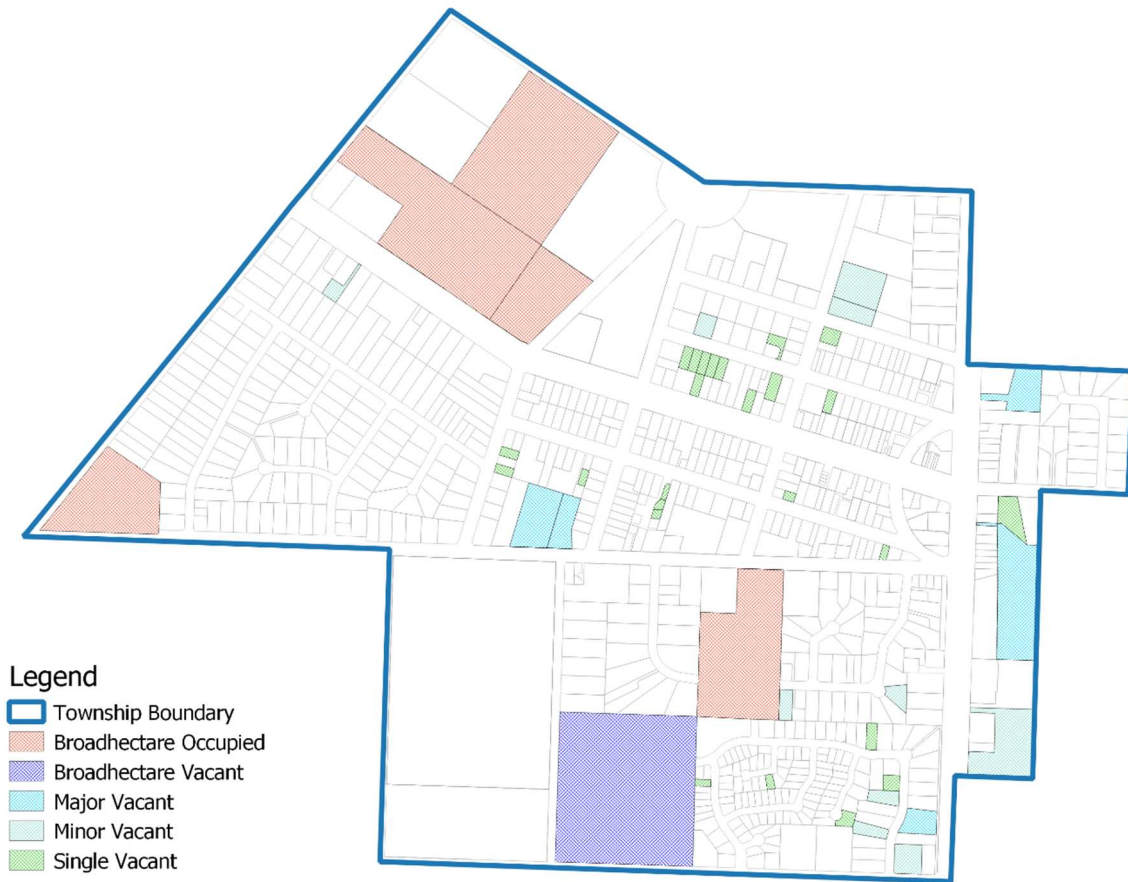 Legend
Township Boundary
Broadhectare Occupied
Broadhectare Vacant
Major Vacant
Minor Vacant
Single Vacant